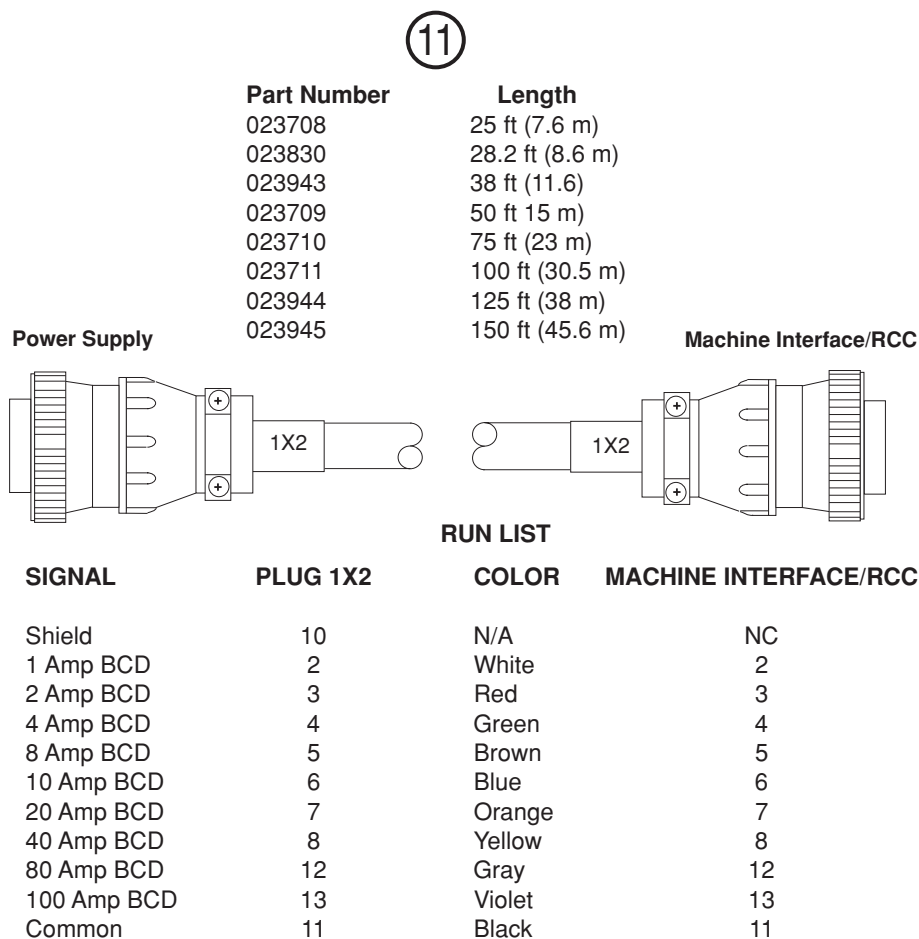 11
Part Number Length
023708 25 ft (7.6 m)
023830 28.2 ft (8.6 m)
023943 38 ft (11.6)
023709 50 ft 15 m)
023710 75 ft (23 m)
023711 100 ft (30.5 m)
023944 125 ft (38 m)
023945 150 ft (45.6 m)
Power Supply Machine Interface/RCC
1X2 1X2
RUN LIST
SIGNAL PLUG 1X2 COLOR MACHINE INTERFACE/RCC
Shield 10 N/A NC
1 Amp BCD 2 White 2
2 Amp BCD 3 Red 3
4 Amp BCD 4 Green 4
8 Amp BCD 5 Brown 5
10 Amp BCD 6 Blue 6
20 Amp BCD 7 Orange 7
40 Amp BCD 8 Yellow 8
80 Amp BCD 12 Gray 12
100 Amp BCD 13 Violet 13
Common 11 Black 11